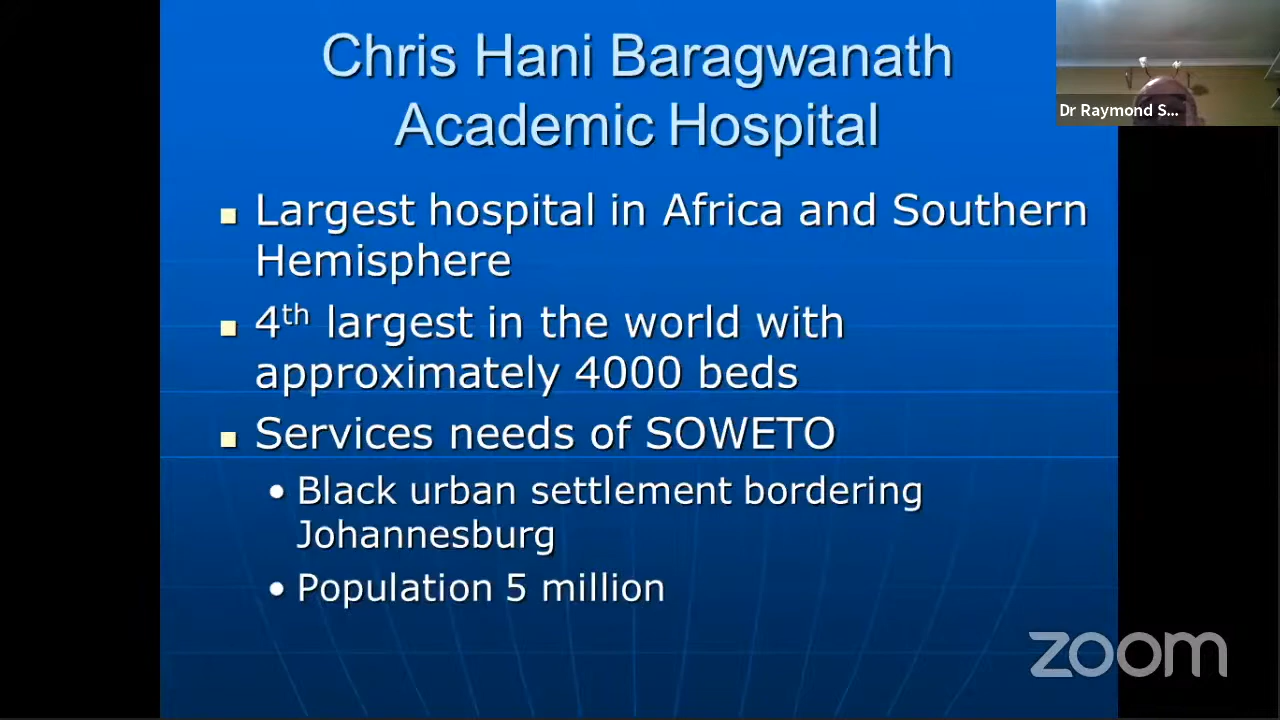 Chris Hani Baragwanath
Academic Hospital
Dr Raymond S...
■ Largest hospital in Africa and Southern
Hemisphere
■ 4th largest in the world with
approximately 4000 beds
■ Services needs of SOWETO
• Black urban settlement bordering
Johannesburg
• Population 5 million
zoom